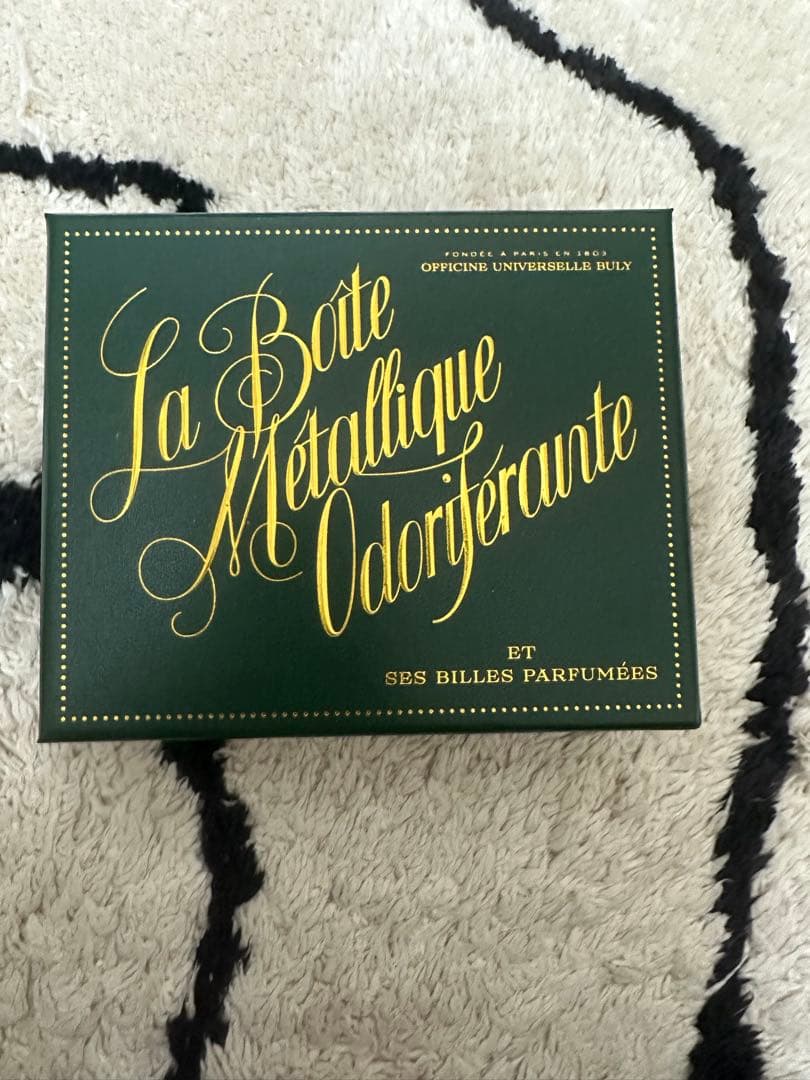 FONDÉE À PARIS EN 1803
OFFICINE UNIVERSELLE BULY
La Boîte
Métallique
Odoriférante
ET
SES BILLES PARFUMÉES